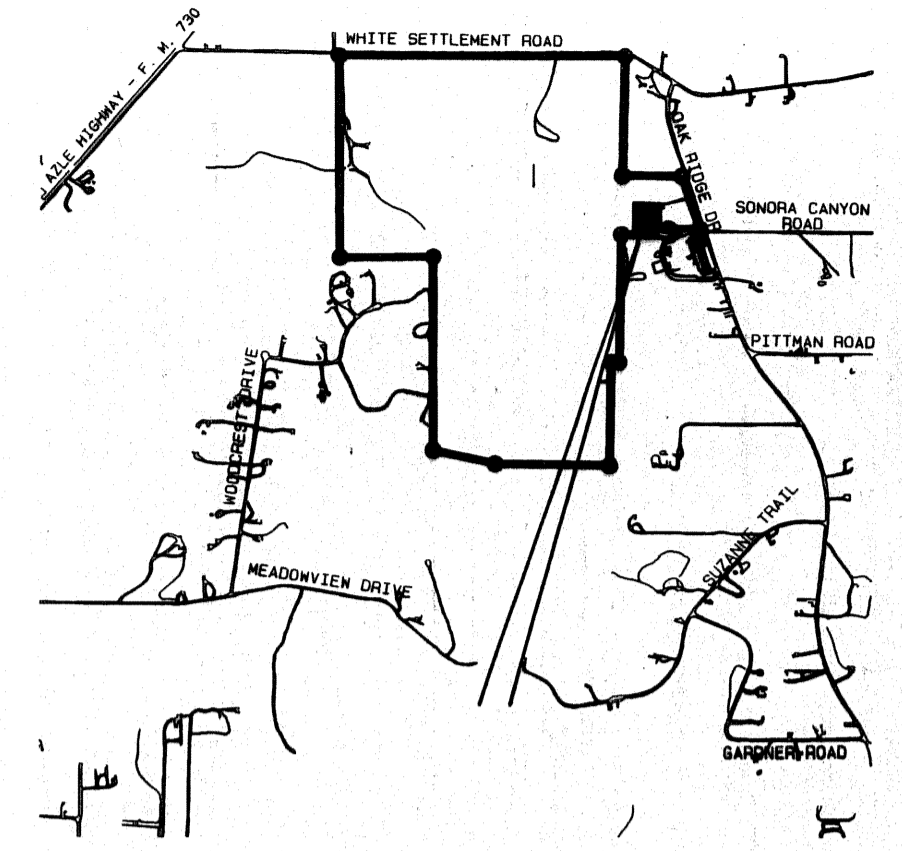 WHITE SETTLEMENT ROAD
AZLE HIGHWAY - F. M. 730
OAK RIDGE DR
SONORA CANYON
ROAD
PITTMAN ROAD
WOODCREST DRIVE
SUZANNE TRAIL
MEADOWVIEW DRIVE
GARDNER ROAD